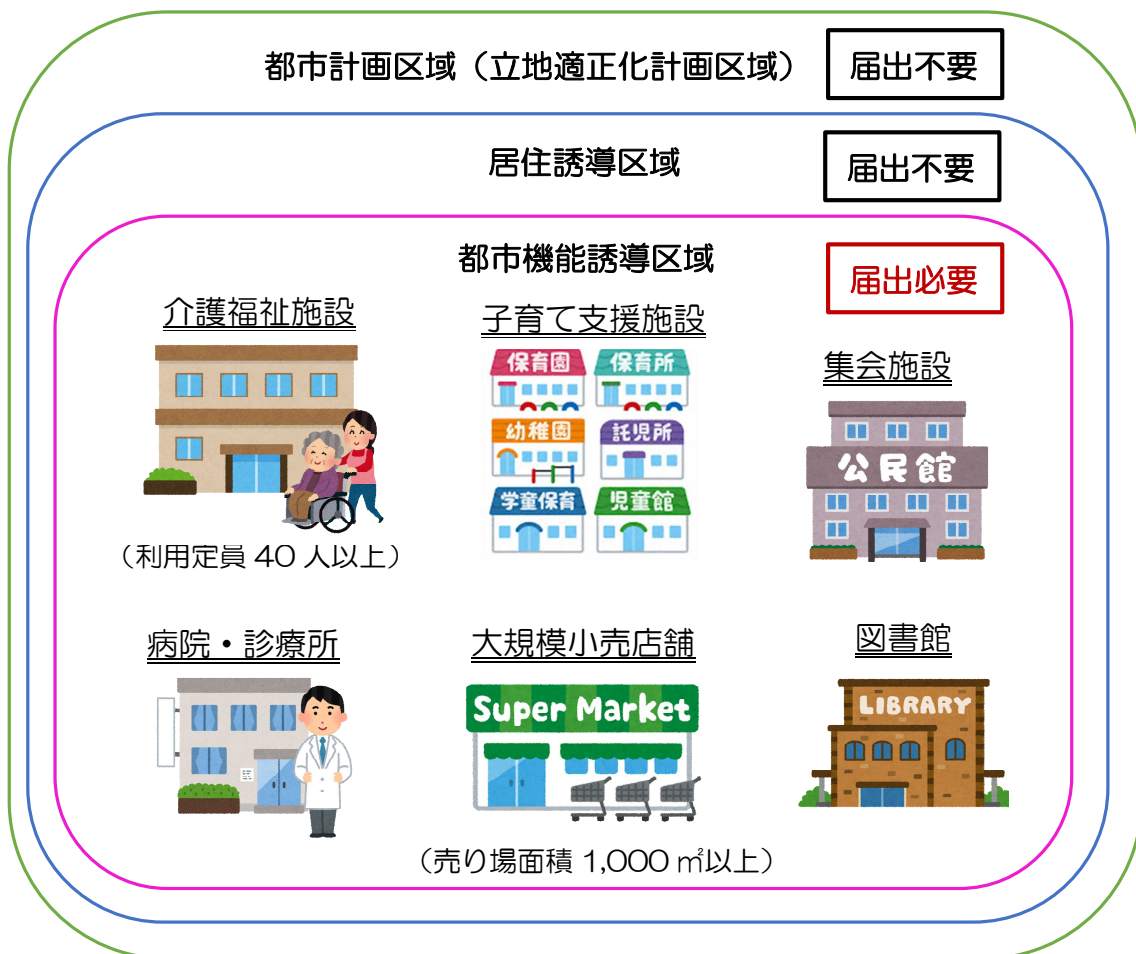 都市計画区域（立地適正化計画区域）
届出不要
居住誘導区域
届出不要
都市機能誘導区域
届出必要
介護福祉施設
子育て支援施設
集会施設
保育園
保育所
幼稚園
託児所
学童保育
児童館
公民館
（利用定員 40 人以上）
病院・診療所
大規模小売店舗
図書館
Super Market
LIBRARY
（売り場面積 1,000 ㎡以上）